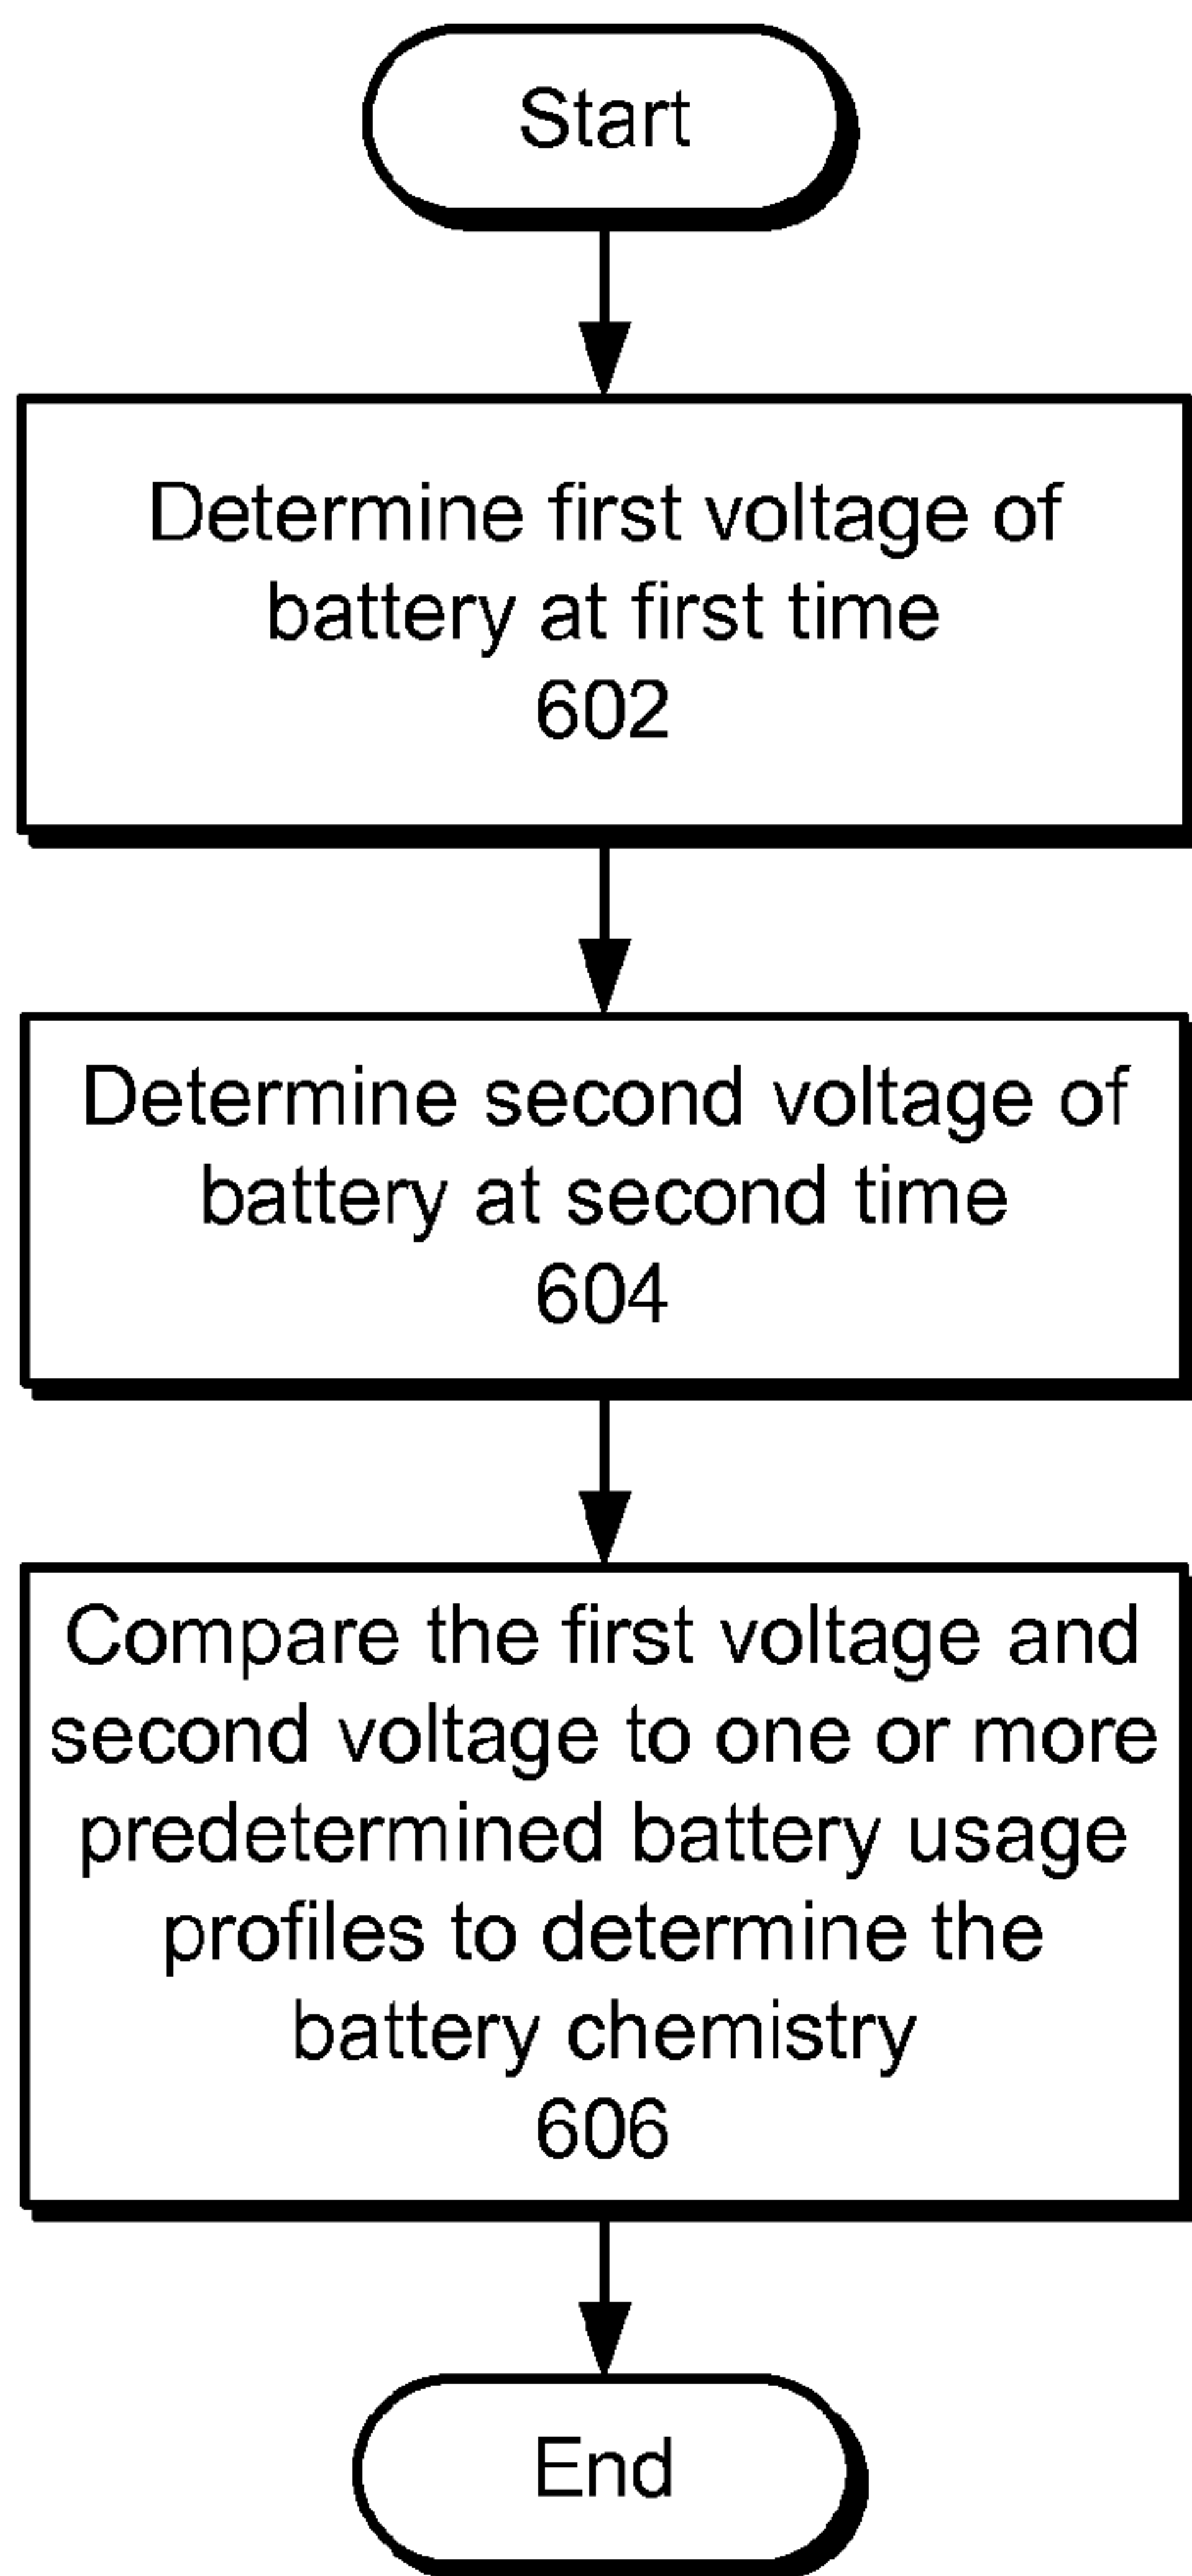 Start
Determine first voltage of
battery at first time
602
Determine second voltage of
battery at second time
604
Compare the first voltage and
second voltage to one or more
predetermined battery usage
profiles to determine the
battery chemistry
606
End